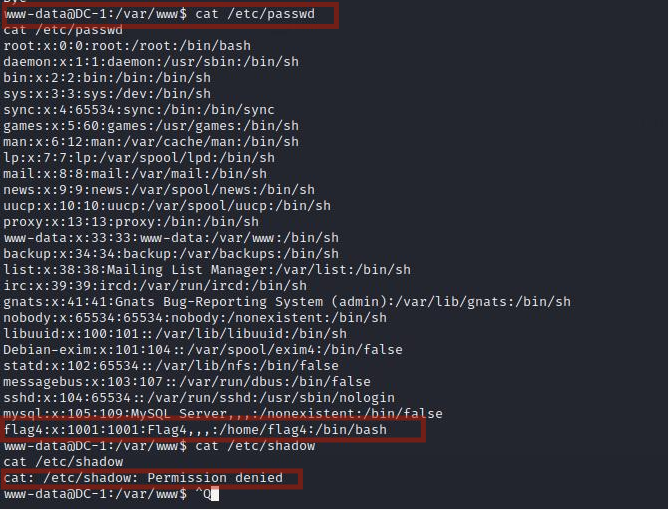 www-data@DC-1:/var/www$ cat /etc/passwd
cat /etc/passwd
root:x:0:0:root:/root:/bin/bash
daemon:x:1:1:daemon:/usr/sbin:/bin/sh
bin:x:2:2:bin:/bin:/bin/sh
sys:x:3:3:sys:/dev:/bin/sh
sync:x:4:65534:sync:/bin:/bin/sync
games:x:5:60:games:/usr/games:/bin/sh
man:x:6:12:man:/var/cache/man:/bin/sh
lp:x:7:7:lp:/var/spool/lpd:/bin/sh
mail:x:8:8:mail:/var/mail:/bin/sh
news:x:9:9:news:/var/spool/news:/bin/sh
uucp:x:10:10:uucp:/var/spool/uucp:/bin/sh
proxy:x:13:13:proxy:/bin:/bin/sh
www-data:x:33:33:www-data:/var/www:/bin/sh
backup:x:34:34:backup:/var/backups:/bin/sh
list:x:38:38:Mailing List Manager:/var/list:/bin/sh
irc:x:39:39:ircd:/var/run/ircd:/bin/sh
gnats:x:41:41:Gnats Bug-Reporting System (admin):/var/lib/gnats:/bin/sh
nobody:x:65534:65534:nobody:/nonexistent:/bin/sh
libuuid:x:100:101::/var/lib/libuuid:/bin/sh
Debian-exim:x:101:104::/var/spool/exim4:/bin/false
statd:x:102:65534::/var/lib/nfs:/bin/false
messagebus:x:103:107::/var/run/dbus:/bin/false
sshd:x:104:65534::/var/run/sshd:/usr/sbin/nologin
mysql:x:105:109:MySQL Server,,,:/nonexistent:/bin/false
flag4:x:1001:1001:Flag4,,,:/home/flag4:/bin/bash
www-data@DC-1:/var/www$ cat /etc/shadow
cat /etc/shadow
cat: /etc/shadow: Permission denied
www-data@DC-1:/var/www$ ^Q